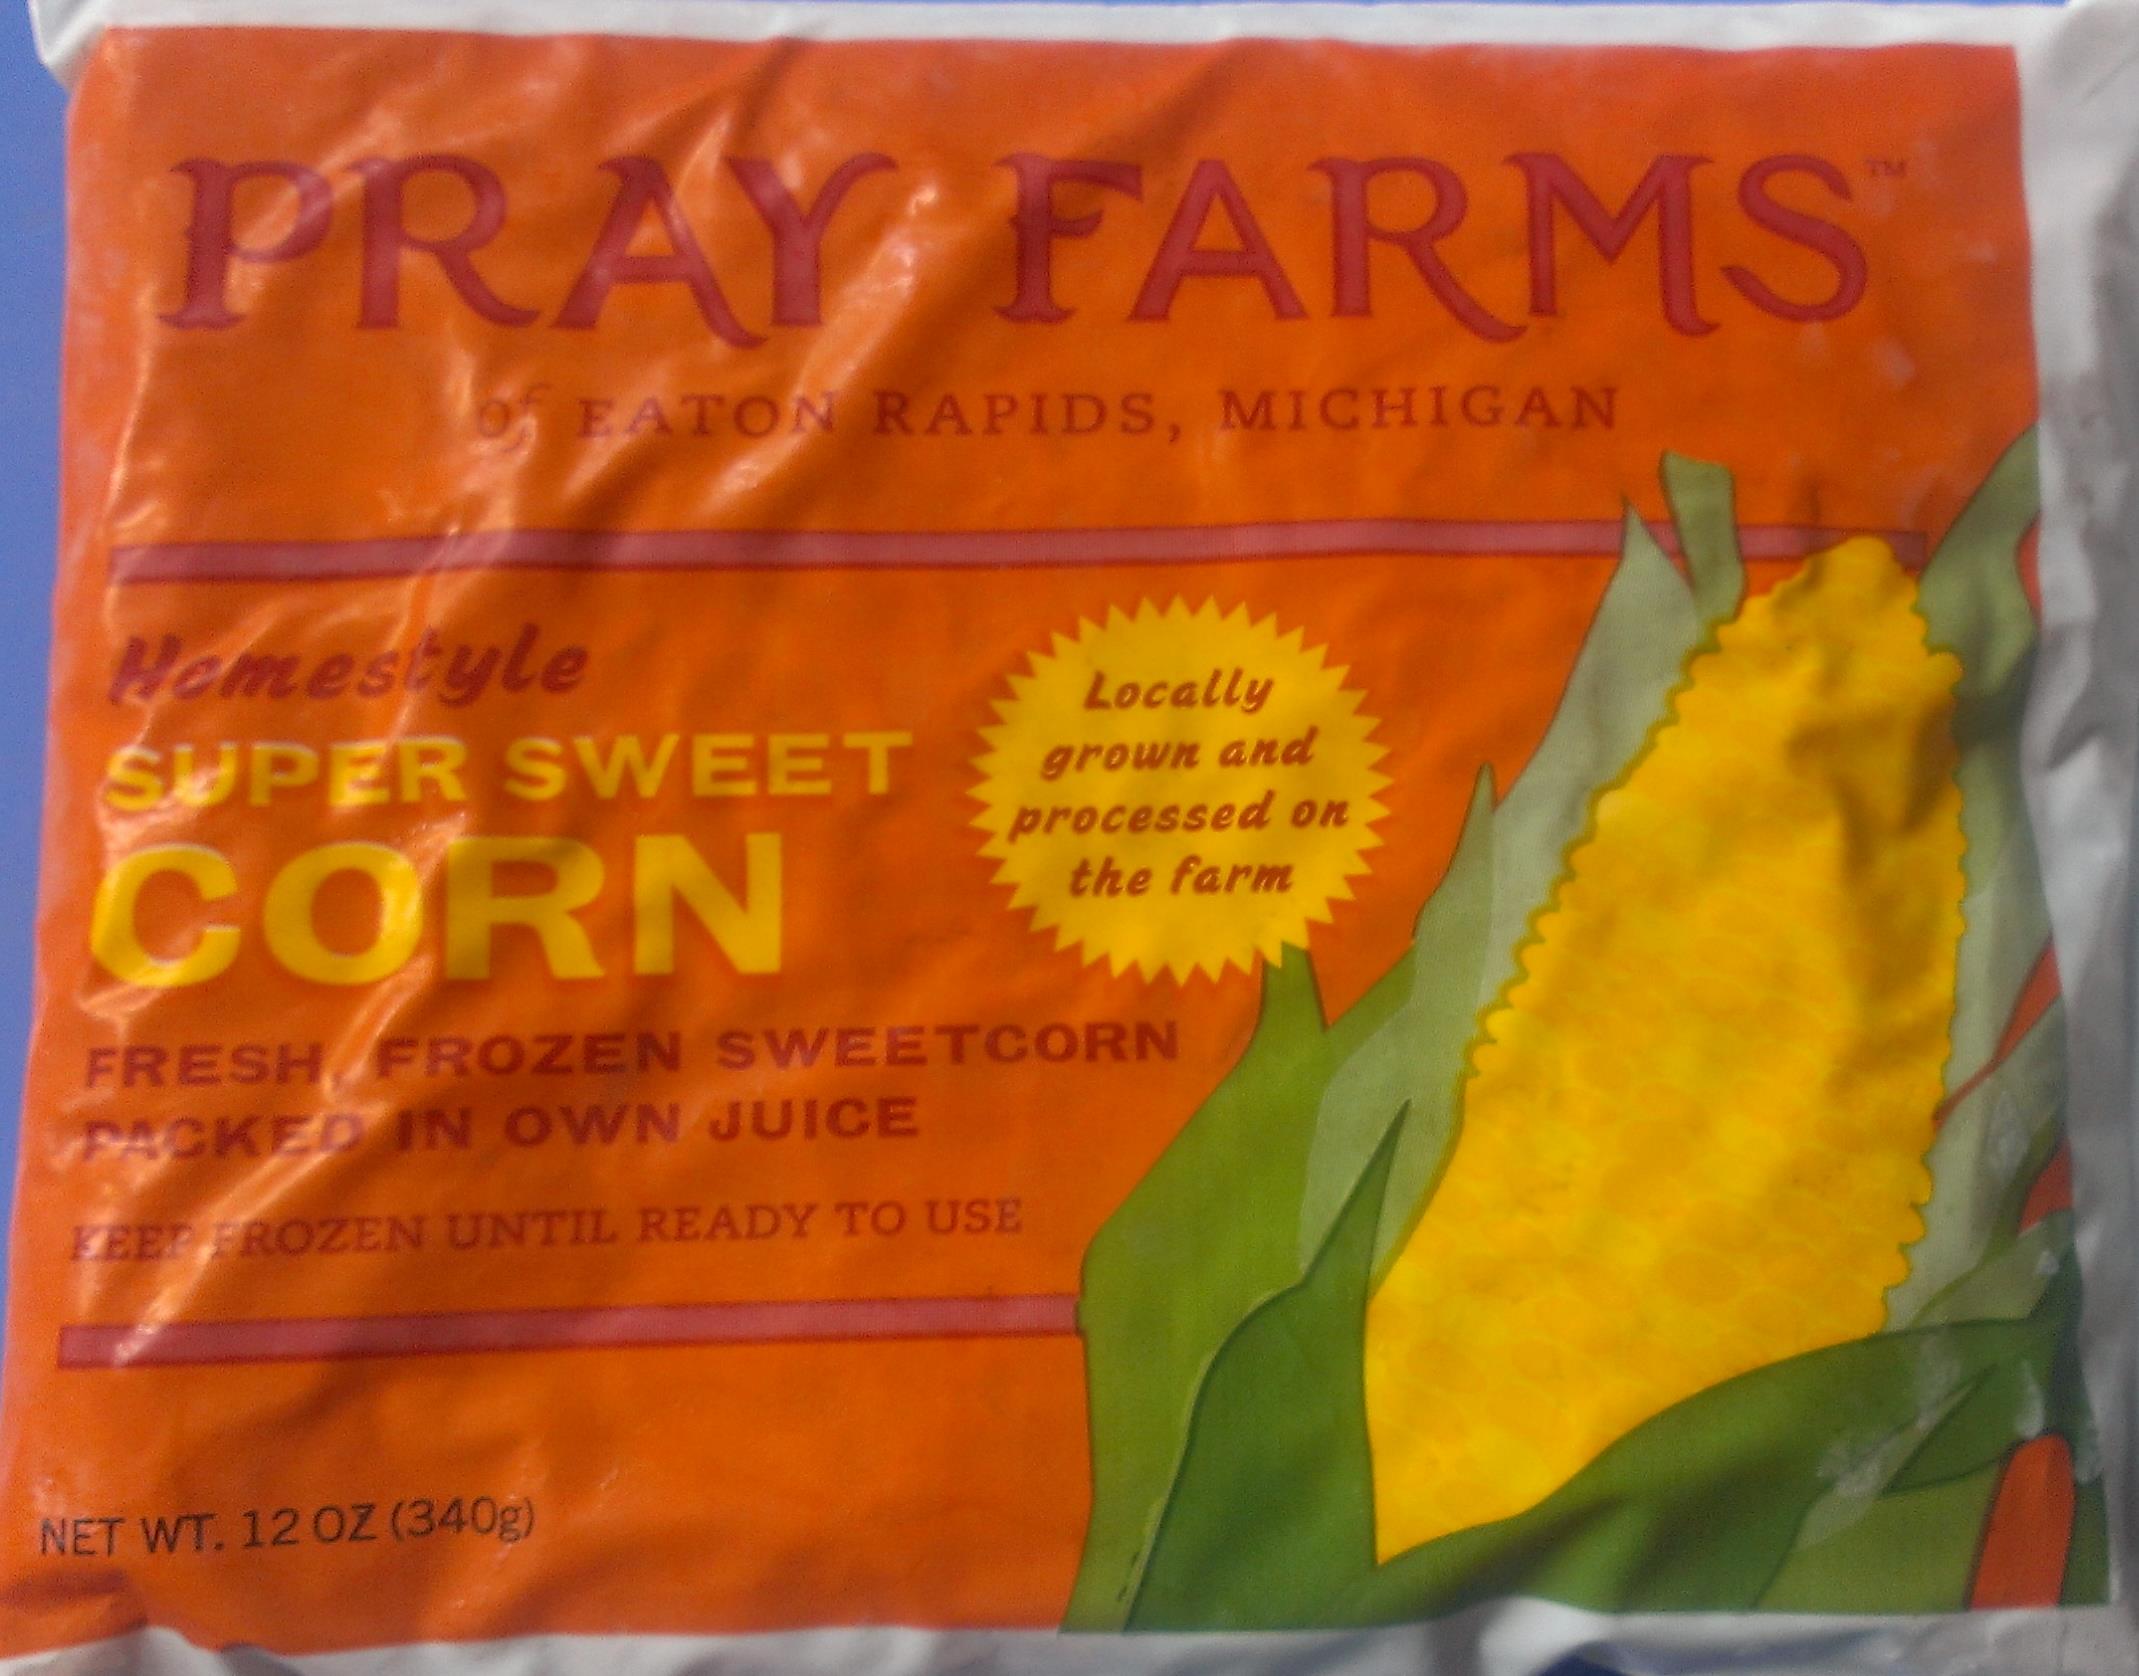 PRAY FARMS™
of EATON RAPIDS, MICHIGAN
Homestyle
SUPER SWEET
CORN
Locally
grown and
processed on
the farm
FRESH, FROZEN SWEETCORN
PACKED IN OWN JUICE
KEEP FROZEN UNTIL READY TO USE
NET WT. 12 OZ (340g)